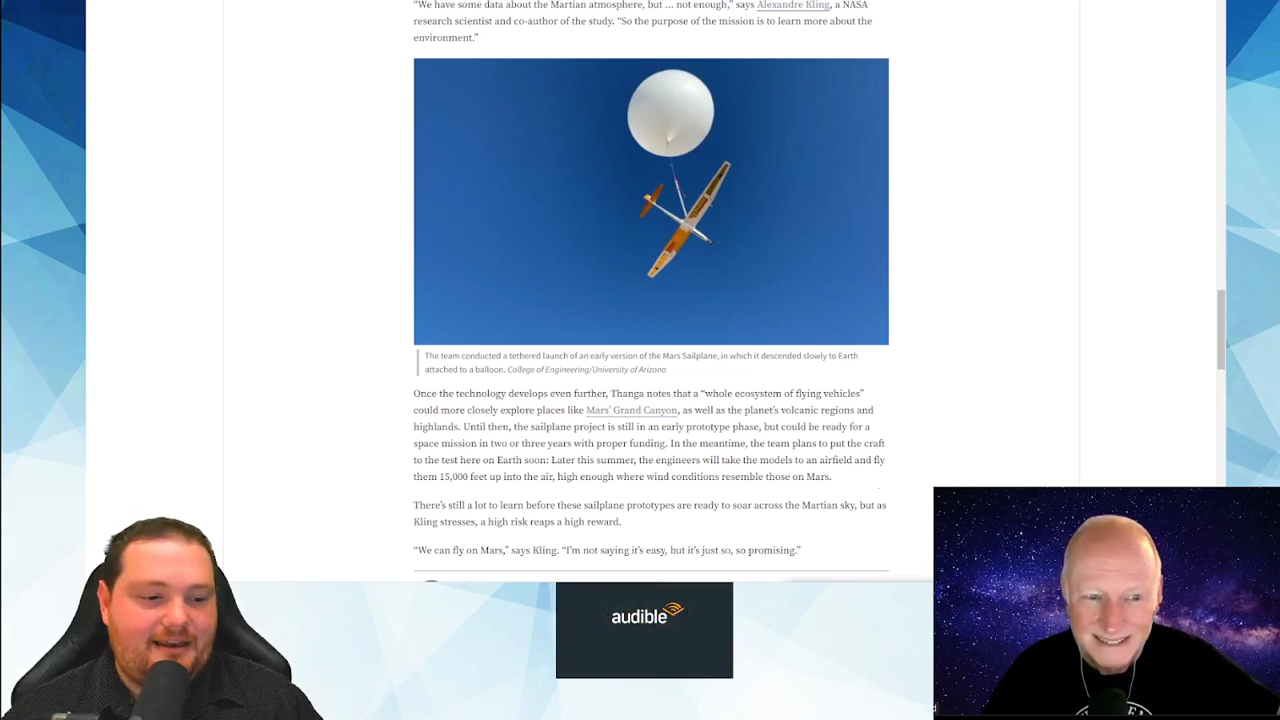 “We have some data about the Martian atmosphere, but … not enough,” says Alexandre Kling, a NASA
research scientist and co-author of the study. “So the purpose of the mission is to learn more about the
environment.”
The team conducted a tethered launch of an early version of the Mars Sailplane, in which it descended slowly to Earth
attached to a balloon. College of Engineering/University of Arizona
Once the technology develops even further, Thanga notes that a “whole ecosystem of flying vehicles”
could more closely explore places like Mars’ Grand Canyon, as well as the planet’s volcanic regions and
highlands. Until then, the sailplane project is still in an early prototype phase, but could be ready for a
space mission in two or three years with proper funding. In the meantime, the team plans to put the craft
to the test here on Earth soon: Later this summer, the engineers will take the models to an airfield and fly
them 15,000 feet up into the air, high enough where wind conditions resemble those on Mars.
There’s still a lot to learn before these sailplane prototypes are ready to soar across the Martian sky, but as
Kling stresses, a high risk reaps a high reward.
“We can fly on Mars,” says Kling. “I’m not saying it’s easy, but it’s just so, so promising.”
audible